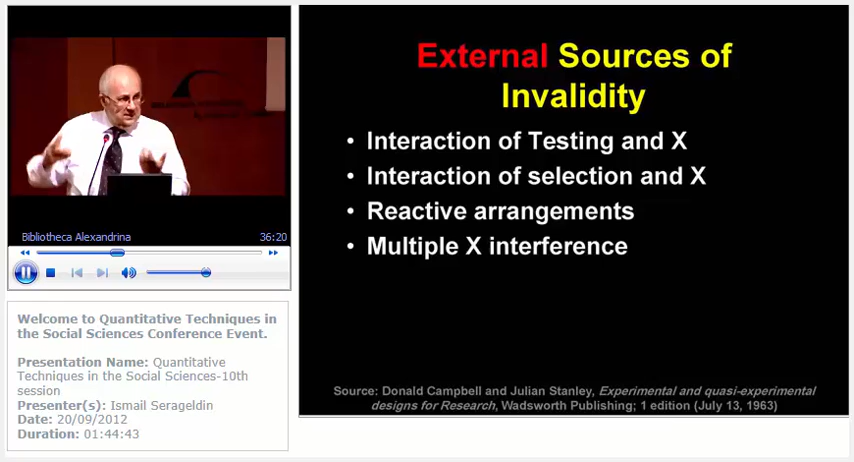 External Sources of
Invalidity
• Interaction of Testing and X
• Interaction of selection and X
• Reactive arrangements
• Multiple X interference
Source: Donald Campbell and Julian Stanley, Experimental and quasi-experimental
designs for Research, Wadsworth Publishing; 1 edition (July 13, 1963)
Bibliotheca Alexandrina 36:20
Welcome to Quantitative Techniques in
the Social Sciences Conference Event.
Presentation Name: Quantitative
Techniques in the Social Sciences-10th
session
Presenter(s): Ismail Serageldin
Date: 20/09/2012
Duration: 01:44:43